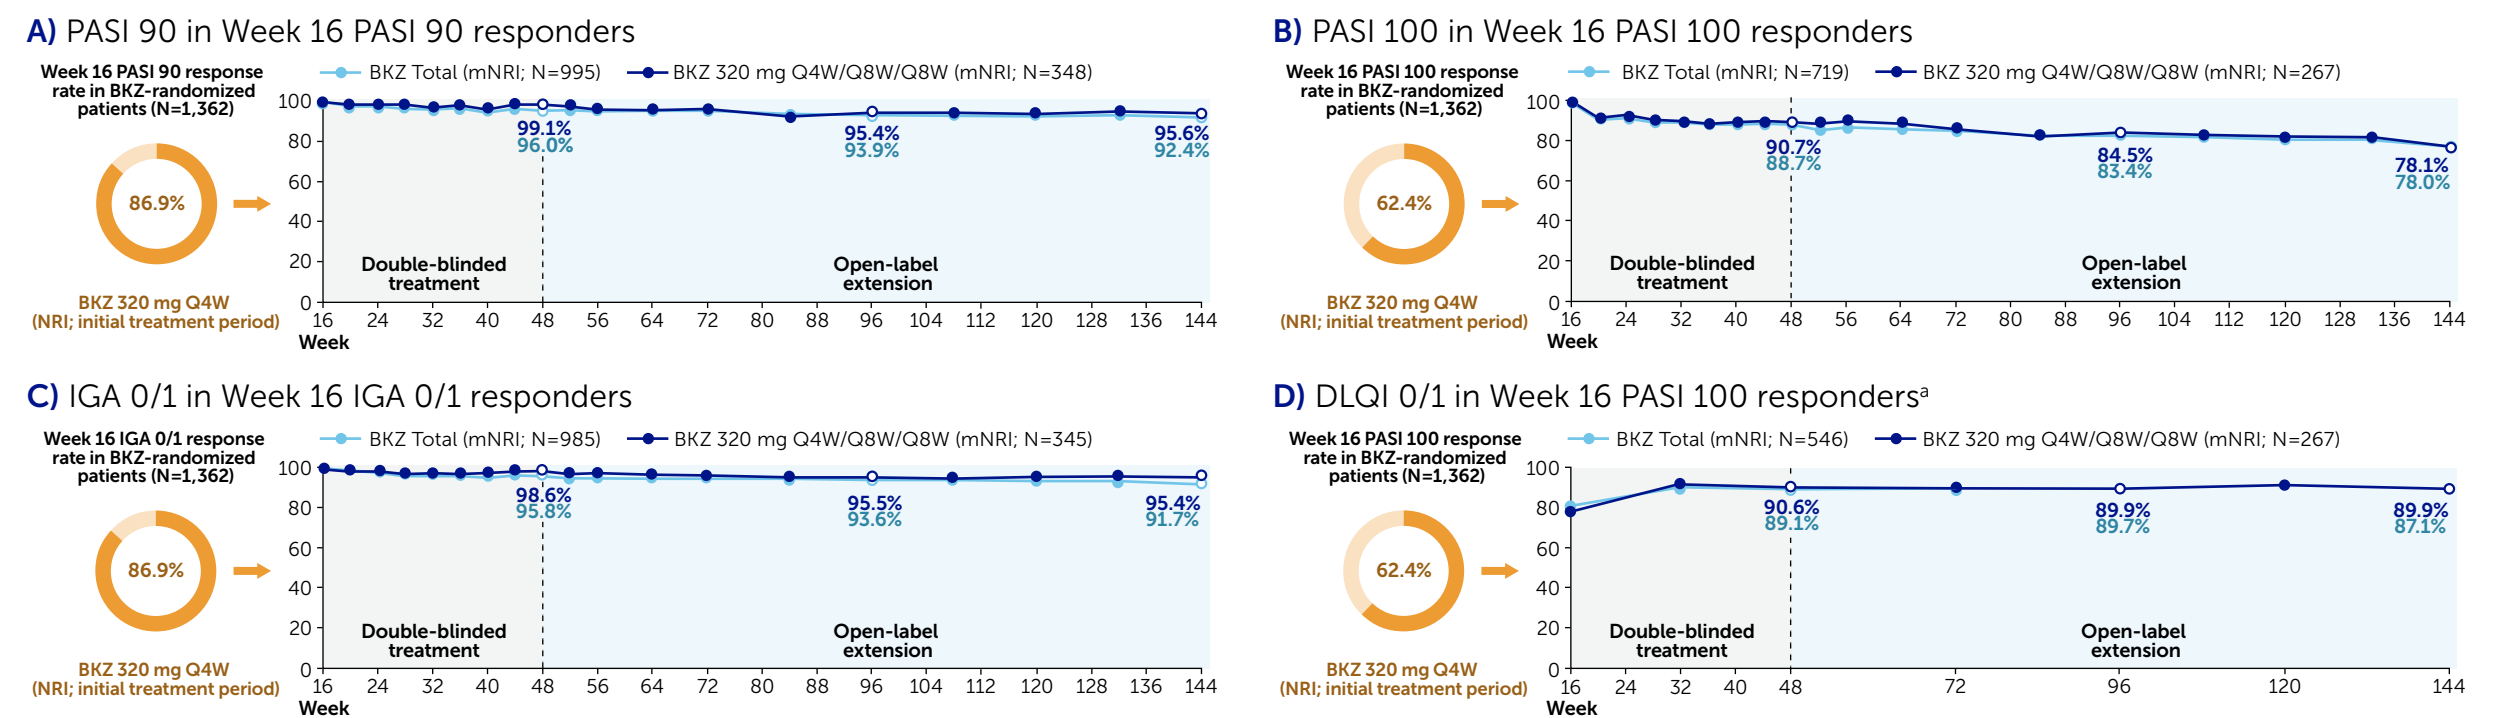 A) PASI 90 in Week 16 PASI 90 responders
Week 16 PASI 90 response
rate in BKZ-randomized
patients (N=1,362)
BKZ Total (mNRI; N=995)
BKZ 320 mg Q4W/Q8W/Q8W (mNRI; N=348)
86.9%
BKZ 320 mg Q4W
(NRI; initial treatment period)
100
80
60
40
20
0
99.1%
96.0%
95.4%
93.9%
95.6%
92.4%
Double-blinded
treatment
Open-label
extension
16 24 32 40 48 56 64 72 80 88 96 104 112 120 128 136 144
Week
B) PASI 100 in Week 16 PASI 100 responders
Week 16 PASI 100 response
rate in BKZ-randomized
patients (N=1,362)
BKZ Total (mNRI; N=719)
BKZ 320 mg Q4W/Q8W/Q8W (mNRI; N=267)
62.4%
BKZ 320 mg Q4W
(NRI; initial treatment period)
100
80
60
40
20
0
90.7%
88.7%
84.5%
83.4%
78.1%
78.0%
Double-blinded
treatment
Open-label
extension
16 24 32 40 48 56 64 72 80 88 96 104 112 120 128 136 144
Week
C) IGA 0/1 in Week 16 IGA 0/1 responders
Week 16 IGA 0/1 response
rate in BKZ-randomized
patients (N=1,362)
BKZ Total (mNRI; N=985)
BKZ 320 mg Q4W/Q8W/Q8W (mNRI; N=345)
86.9%
BKZ 320 mg Q4W
(NRI; initial treatment period)
100
80
60
40
20
0
98.6%
95.8%
95.5%
93.6%
95.4%
91.7%
Double-blinded
treatment
Open-label
extension
16 24 32 40 48 56 64 72 80 88 96 104 112 120 128 136 144
Week
D) DLQI 0/1 in Week 16 PASI 100 respondersᵃ
Week 16 PASI 100 response
rate in BKZ-randomized
patients (N=1,362)
BKZ Total (mNRI; N=546)
BKZ 320 mg Q4W/Q8W/Q8W (mNRI; N=267)
62.4%
BKZ 320 mg Q4W
(NRI; initial treatment period)
100
80
60
40
20
0
90.6%
89.1%
89.9%
89.7%
89.9%
87.1%
Double-blinded
treatment
Open-label
extension
16 24 32 40 48 72 96 120 144
Week